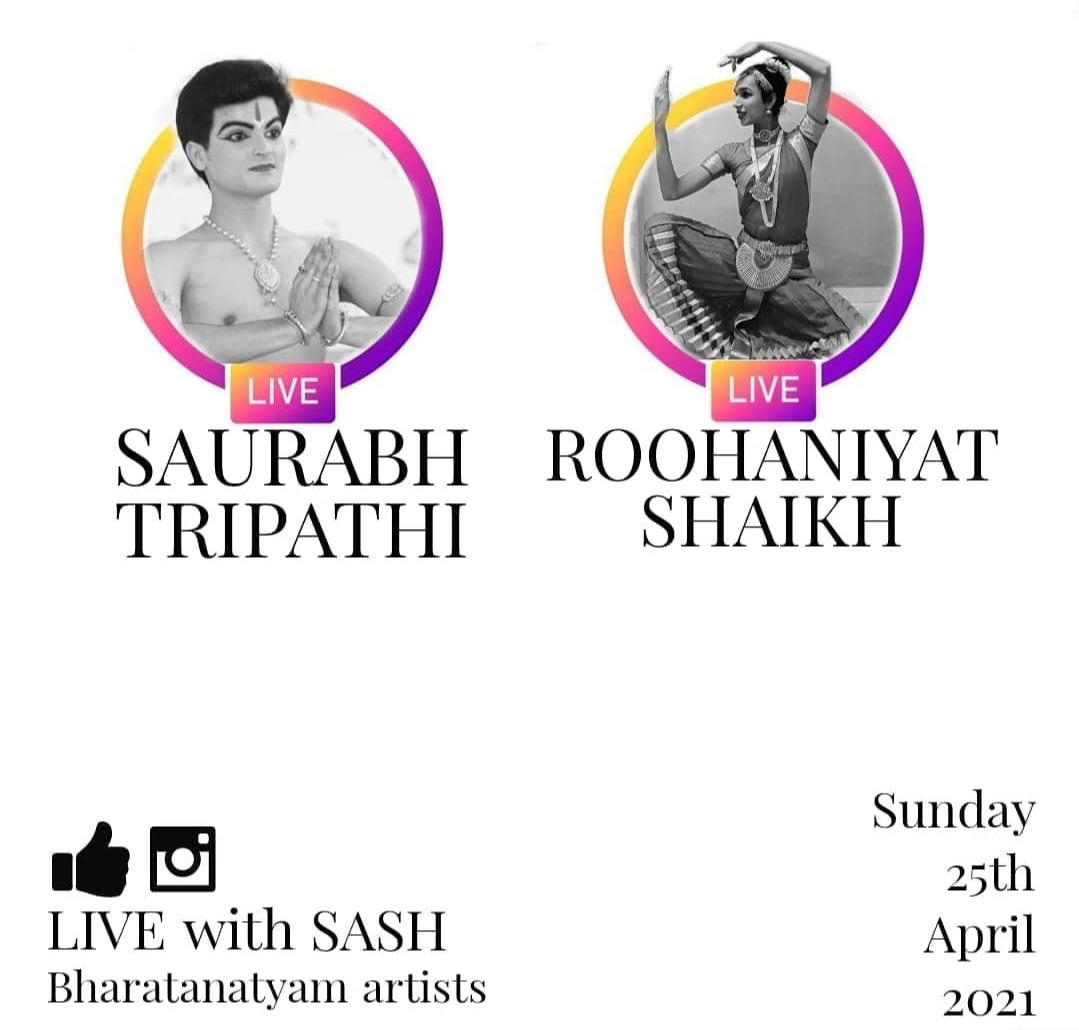 LIVE
SAURABH
TRIPATHI
LIVE
ROOHANIYAT
SHAIKH
LIVE with SASH
Bharatanatyam artists
Sunday
25th
April
2021